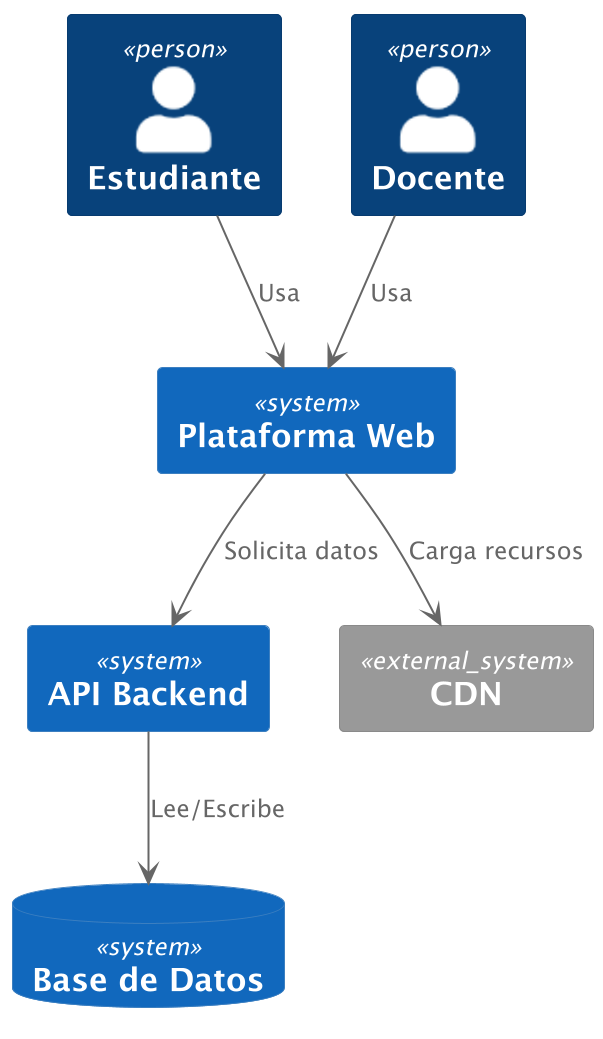 «person»
Estudiante
«person»
Docente
Usa
Usa
«system»
Plataforma Web
Solicita datos
Carga recursos
«system»
API Backend
«external_system»
CDN
Lee/Escribe
«system»
Base de Datos